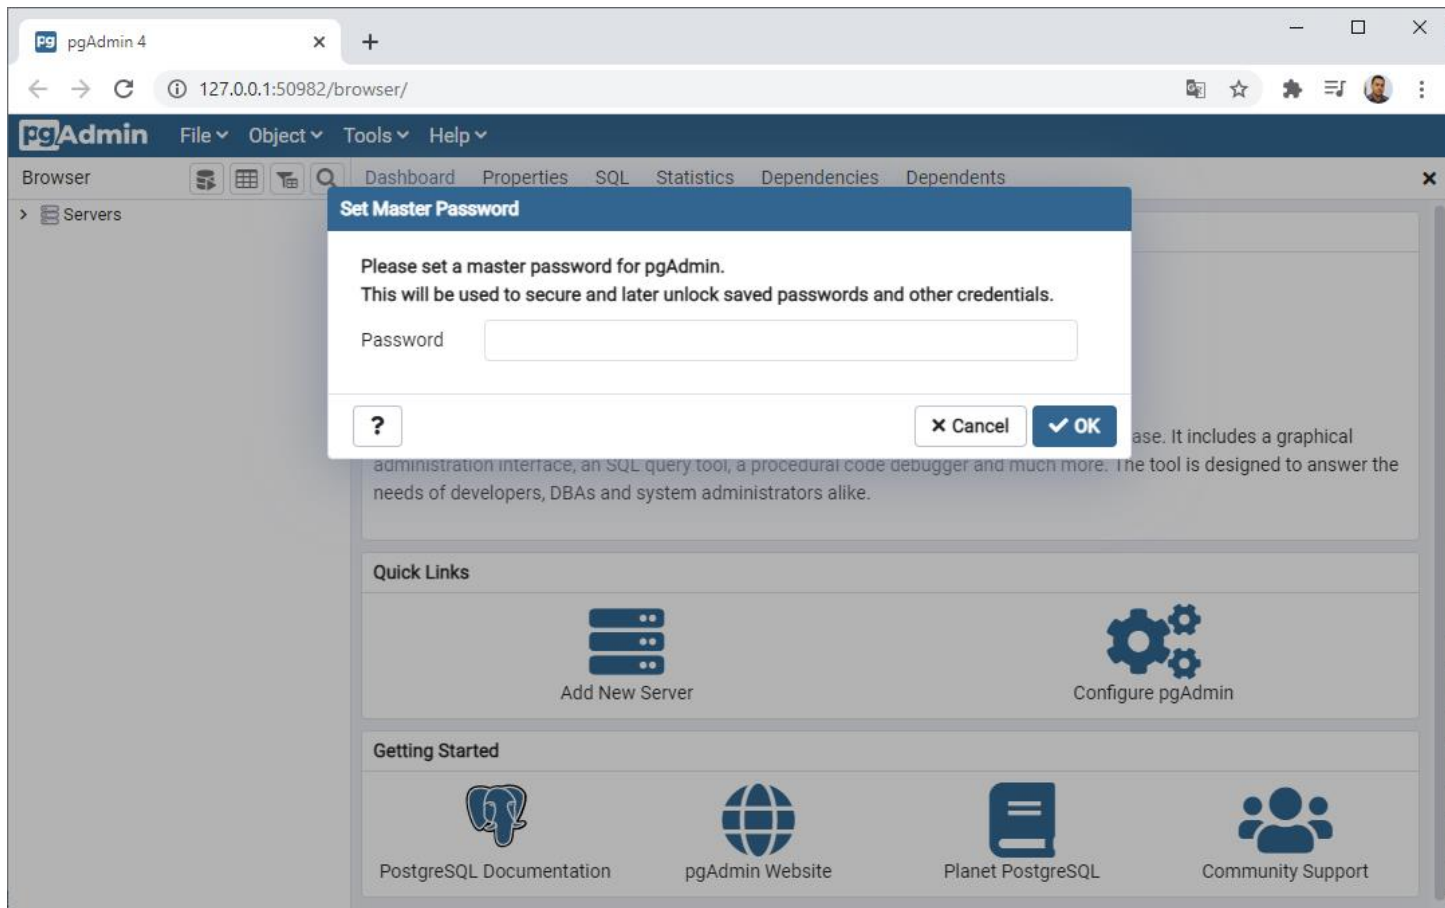 pgAdmin 4
127.0.0.1:50982/browser/
pgAdmin File Object Tools Help
Browser Dashboard Properties SQL Statistics Dependencies Dependents
Servers
Set Master Password
Please set a master password for pgAdmin.
This will be used to secure and later unlock saved passwords and other credentials.
Password
? Cancel OK
ase. It includes a graphical
administration interface, an SQL query tool, a procedural code debugger and much more. The tool is designed to answer the
needs of developers, DBAs and system administrators alike.
Quick Links
Add New Server Configure pgAdmin
Getting Started
PostgreSQL Documentation pgAdmin Website Planet PostgreSQL Community Support